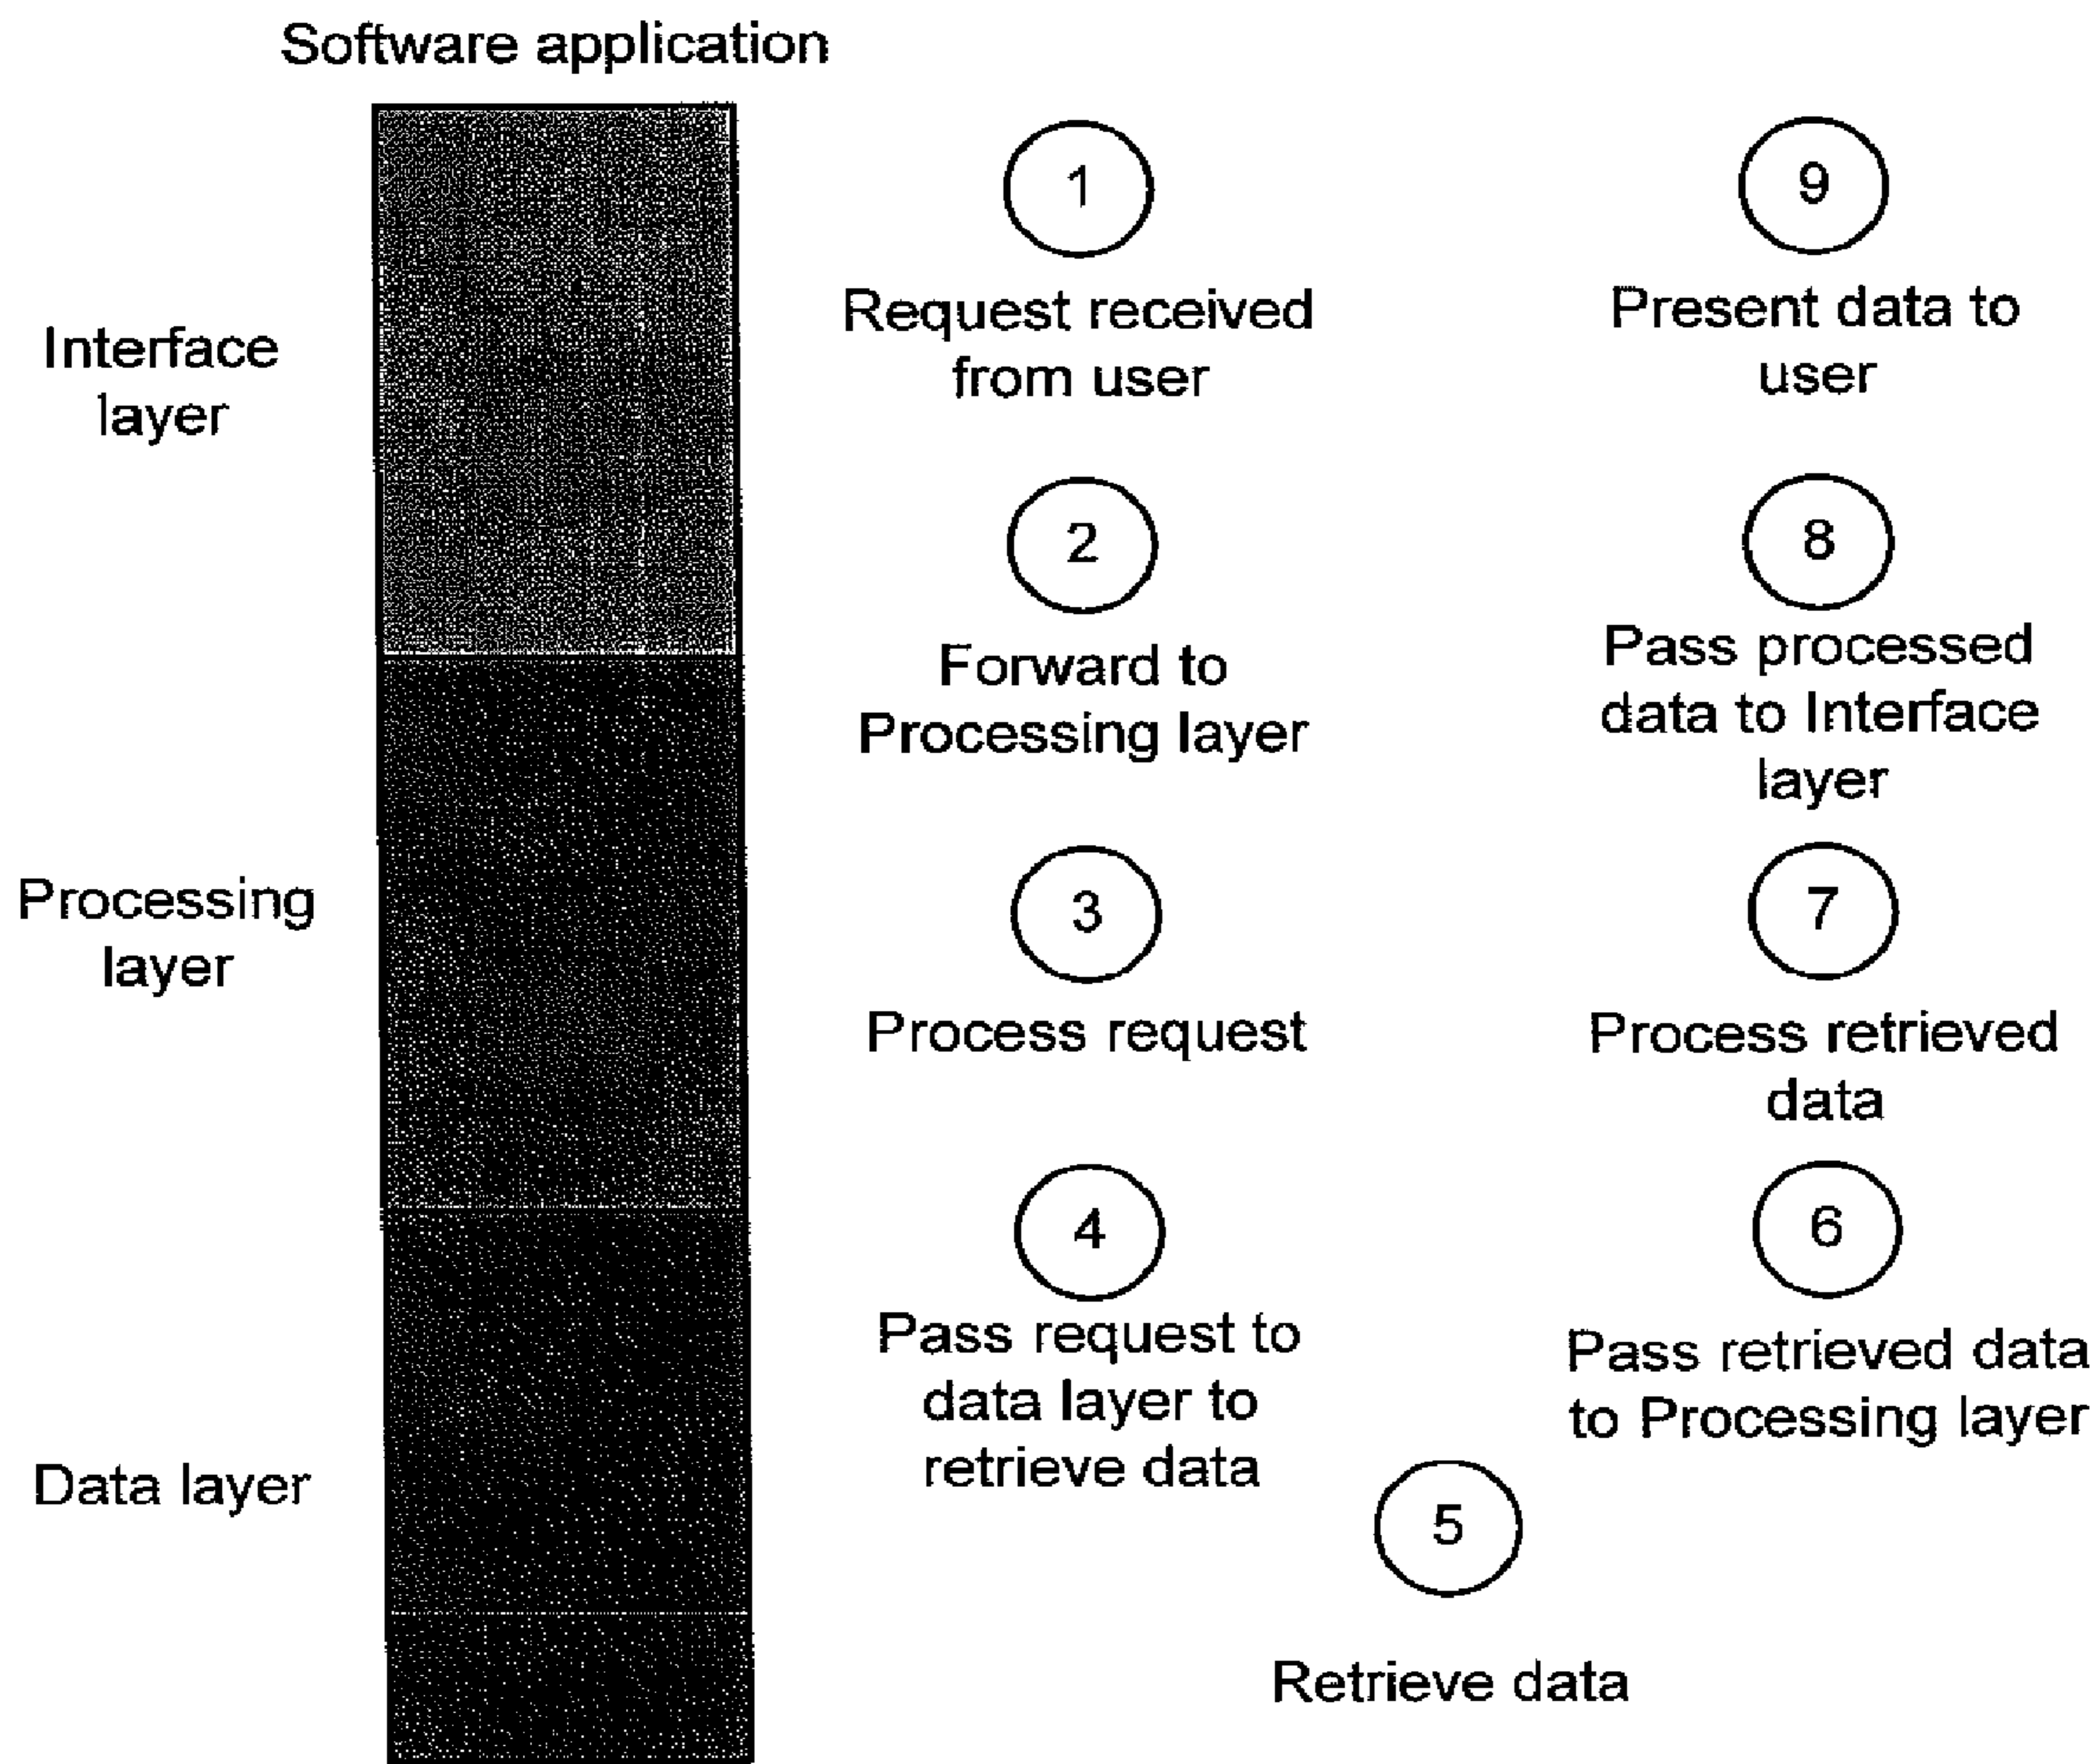 Software application
Interface
layer
Processing
layer
Data layer
1
Request received
from user
2
Forward to
Processing layer
3
Process request
4
Pass request to
data layer to
retrieve data
5
Retrieve data
6
Pass retrieved data
to Processing layer
7
Process retrieved
data
8
Pass processed
data to Interface
layer
9
Present data to
user